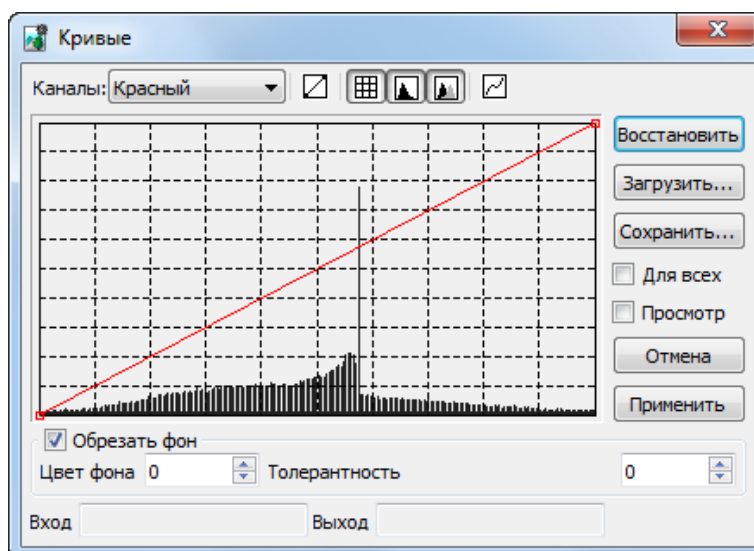 Кривые
Каналы: Красный
Восстановить
Загрузить...
Сохранить...
Для всех
Просмотр
Отмена
Применить
Обрезать фон
Цвет фона 0 Толерантность 0
Вход Выход